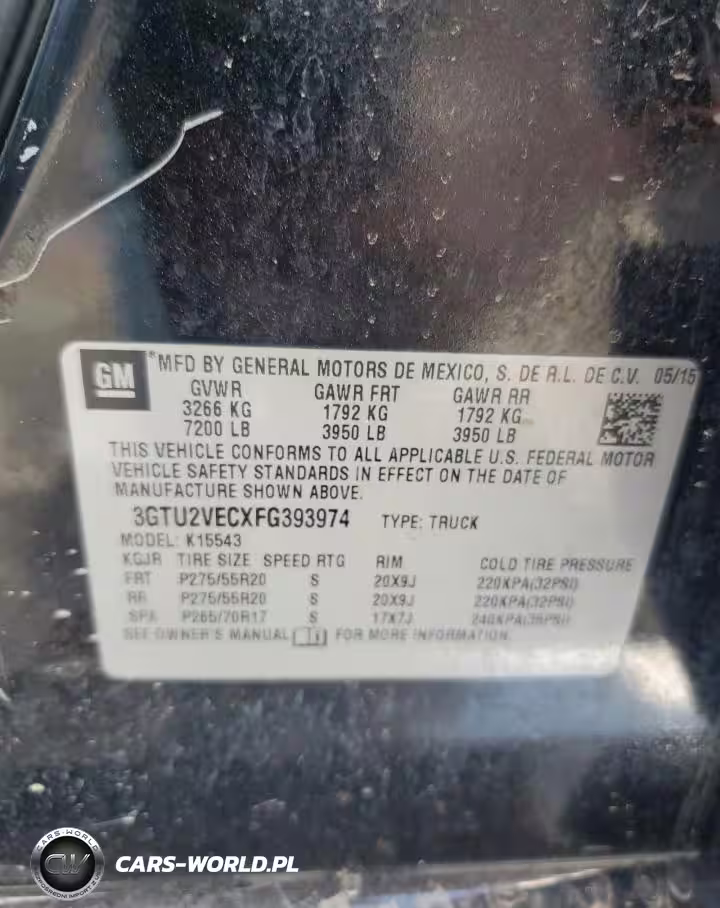 GM
*MFD BY GENERAL MOTORS DE MEXICO, S. DE R.L. DE C.V. 05/15
GVWR GAWR FRT GAWR RR
3266 KG 1792 KG 1792 KG
7200 LB 3950 LB 3950 LB
THIS VEHICLE CONFORMS TO ALL APPLICABLE U.S. FEDERAL MOTOR
VEHICLE SAFETY STANDARDS IN EFFECT ON THE DATE OF
MANUFACTURE SHOWN ABOVE.
3GTU2VECXFG393974 TYPE: TRUCK
MODEL: K15543
KGJR TIRE SIZE SPEED RTG RIM COLD TIRE PRESSURE
FRT P275/55R20 S 20X9J 220KPA(32PSI)
RR P275/55R20 S 20X9J 220KPA(32PSI)
SPA P265/70R17 S 17X7J 240KPA(35PSI)
SEE OWNER'S MANUAL FOR MORE INFORMATION.
CARS-WORLD
CW
CARS-WORLD.PL